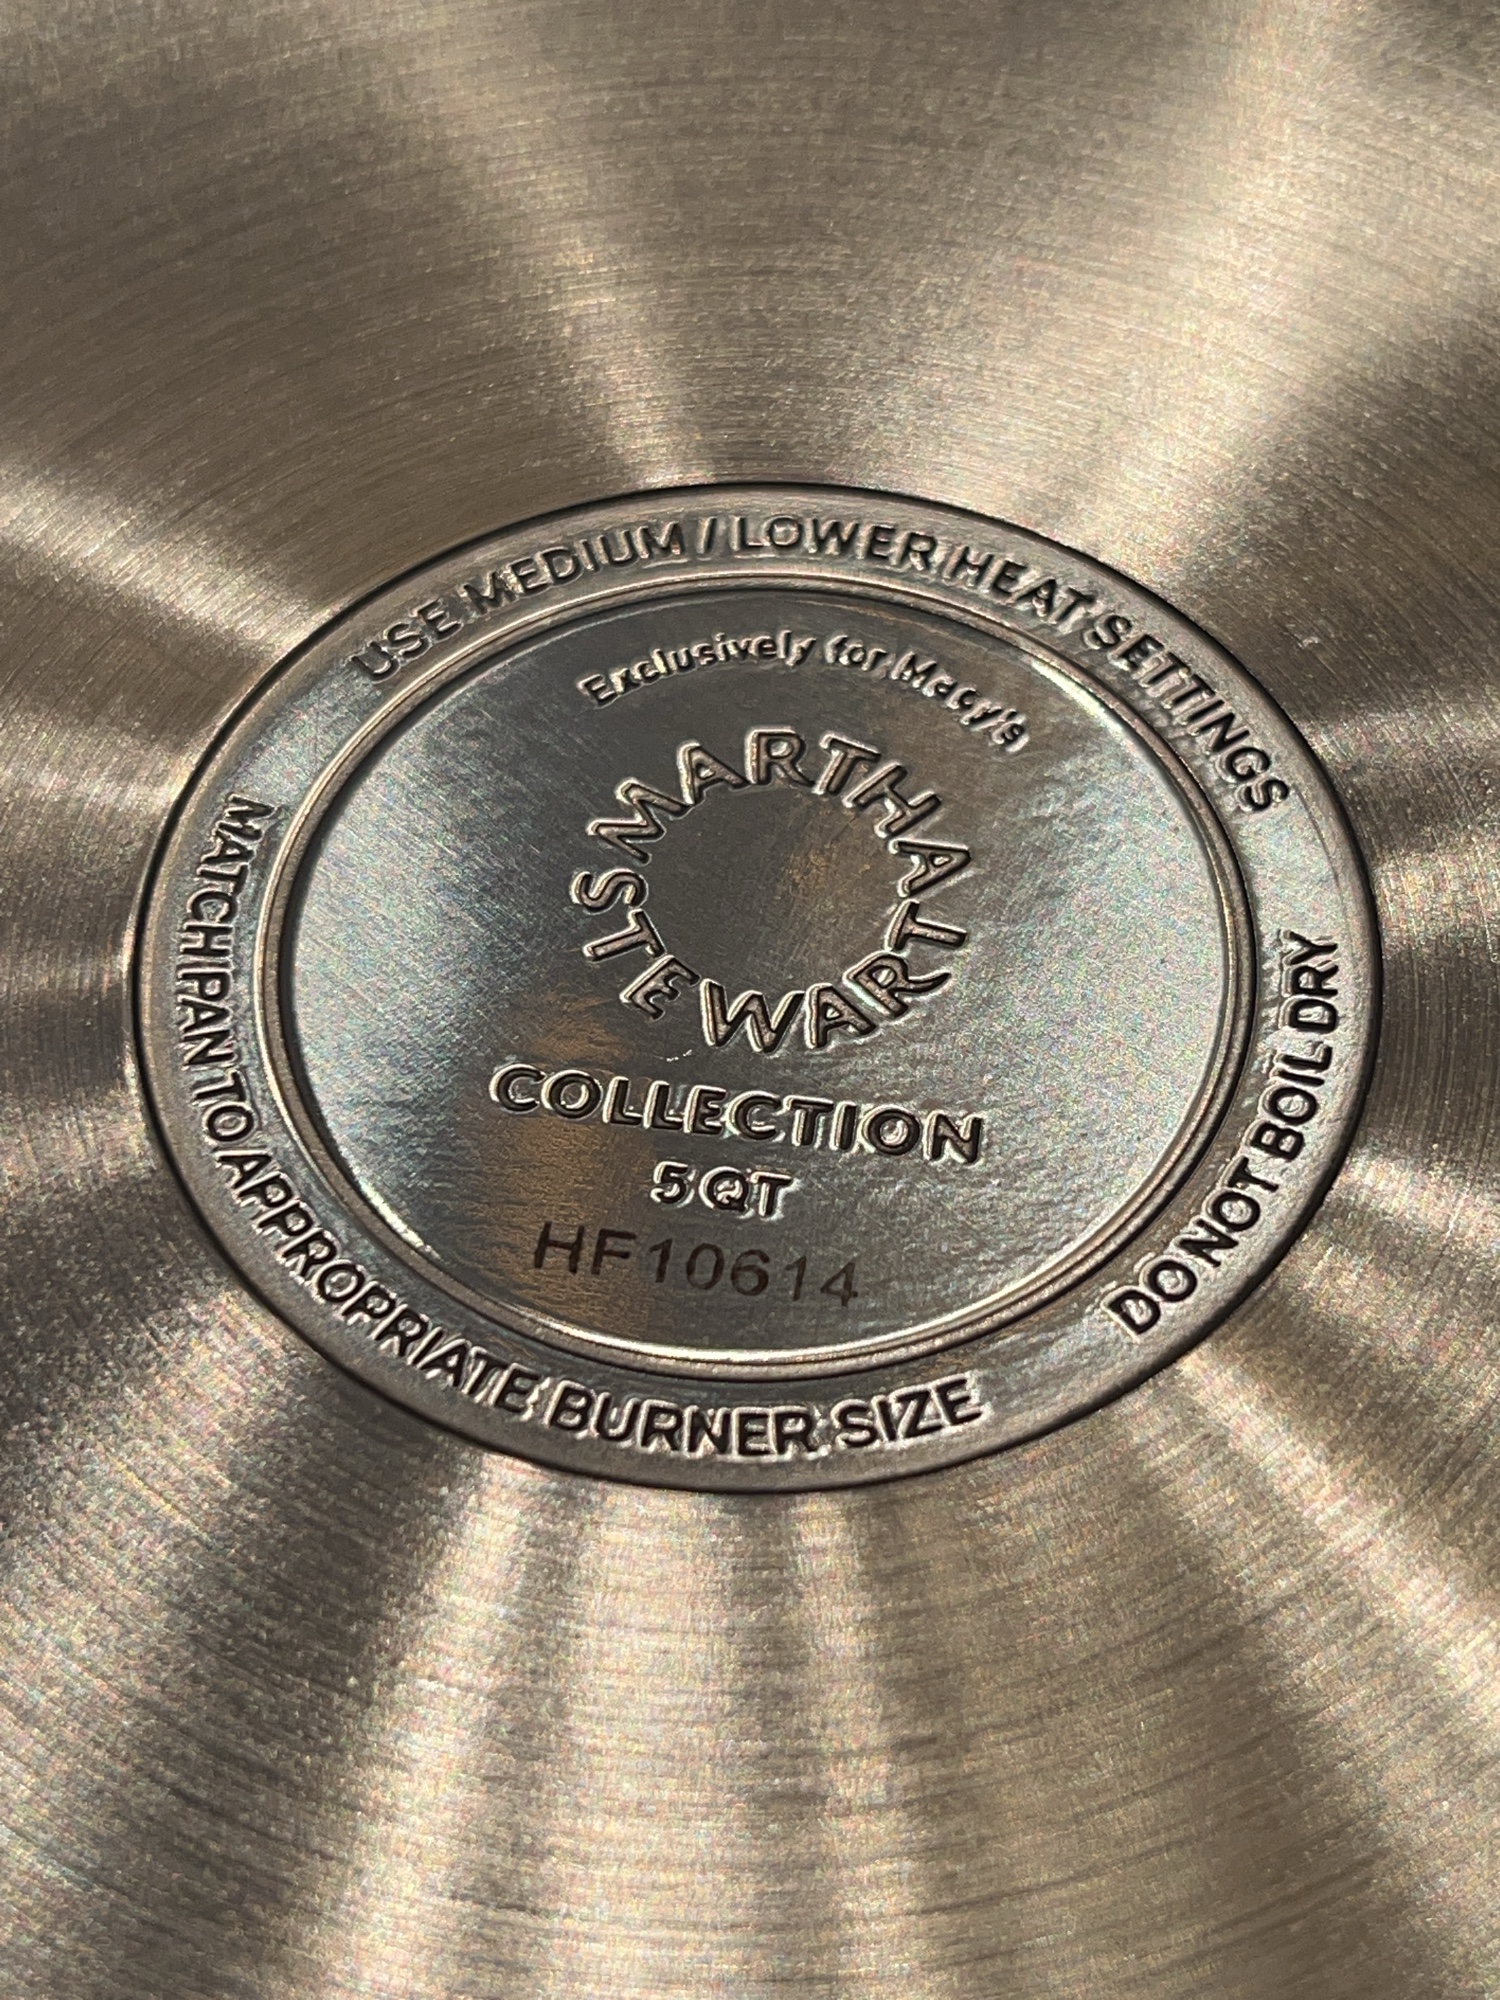 USE MEDIUM / LOWER HEAT SETTINGS
DO NOT BOIL DRY
MATCH PAN TO APPROPRIATE BURNER SIZE
Exclusively for Macy's
MARTHA
STEWART
COLLECTION
5 QT
HF10614